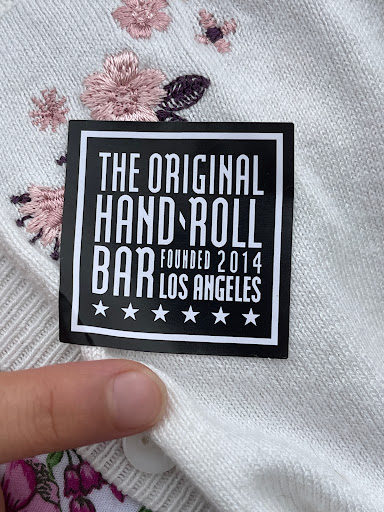 THE ORIGINAL
HAND-ROLL
BAR FOUNDED 2014
LOS ANGELES